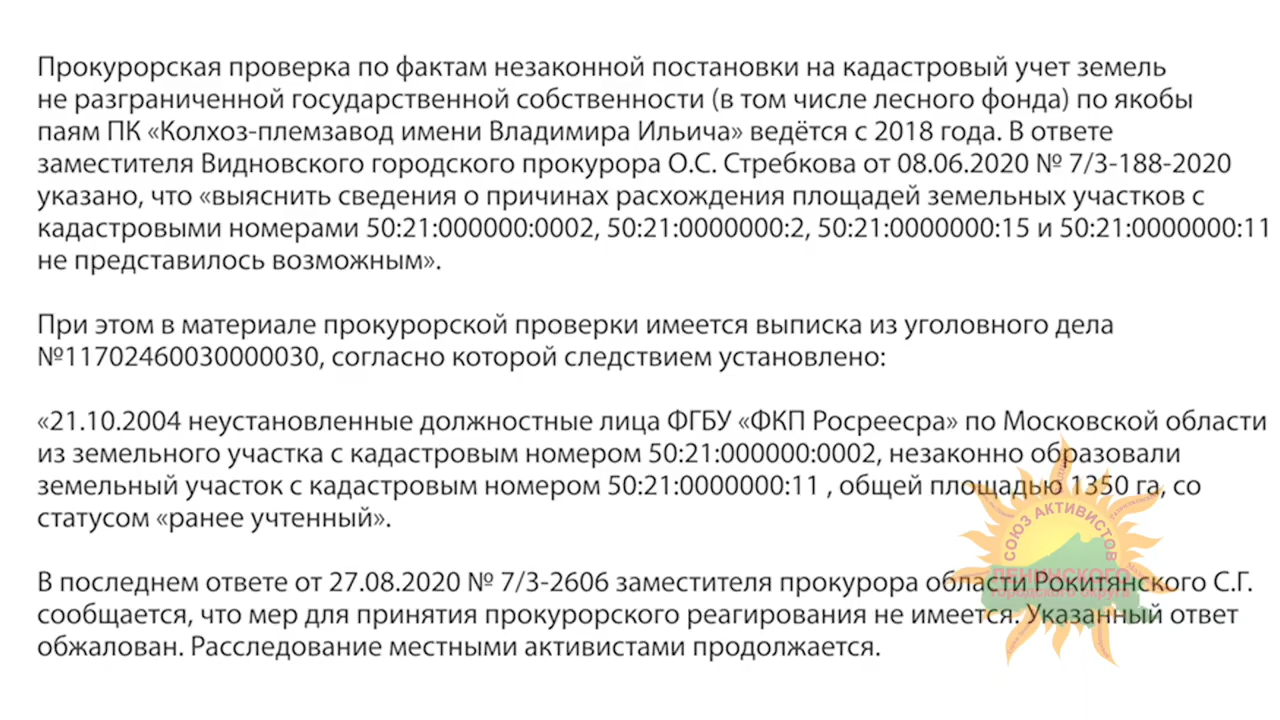 Прокурорская проверка по фактам незаконной постановки на кадастровый учет земель
не разграниченной государственной собственности (в том числе лесного фонда) по якобы
паям ПК «Колхоз-племзавод имени Владимира Ильича» ведётся с 2018 года. В ответе
заместителя Видновского городского прокурора О.С. Стребкова от 08.06.2020 № 7/3-188-2020
указано, что «выяснить сведения о причинах расхождения площадей земельных участков с
кадастровыми номерами 50:21:000000:0002, 50:21:0000000:2, 50:21:0000000:15 и 50:21:0000000:11
не представилось возможным».
При этом в материале прокурорской проверки имеется выписка из уголовного дела
№11702460030000030, согласно которой следствием установлено:
«21.10.2004 неустановленные должностные лица ФГБУ «ФКП Росреесра» по Московской области
из земельного участка с кадастровым номером 50:21:000000:0002, незаконно образовали
земельный участок с кадастровым номером 50:21:0000000:11 , общей площадью 1350 га, со
статусом «ранее учтенный».
В последнем ответе от 27.08.2020 № 7/3-2606 заместителя прокурора области Рокитянского С.Г.
сообщается, что мер для принятия прокурорского реагирования не имеется. Указанный ответ
обжалован. Расследование местными активистами продолжается.
СОЮЗ АКТИВИСТОВ
ЛЕНИНСКОГО
городского округа